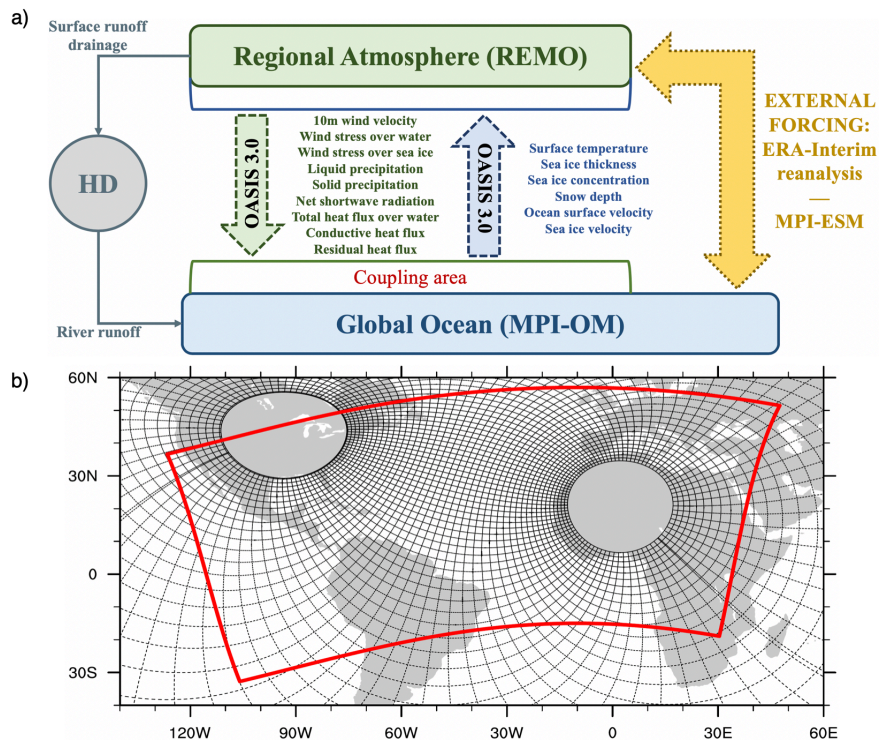 a)
Surface runoff
drainage
Regional Atmosphere (REMO)
HD
OASIS 3.0
10m wind velocity
Wind stress over water
Wind stress over sea ice
Liquid precipitation
Solid precipitation
Net shortwave radiation
Total heat flux over water
Conductive heat flux
Residual heat flux
OASIS 3.0
Surface temperature
Sea ice thickness
Sea ice concentration
Snow depth
Ocean surface velocity
Sea ice velocity
EXTERNAL
FORCING:
ERA-Interim
reanalysis
—
MPI-ESM
Coupling area
River runoff
Global Ocean (MPI-OM)
b)
60N
30N
0
30S
120W
90W
60W
30W
0
30E
60E